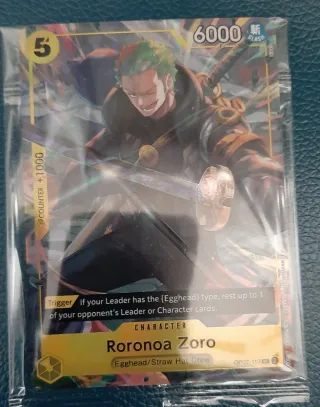 5
6000
斬
COUNTER +1000
Trigger If your Leader has the {Egghead} type, rest up to 1
of your opponent's Leader or Character cards.
CHARACTER
Roronoa Zoro
Egghead/Straw Hat Crew